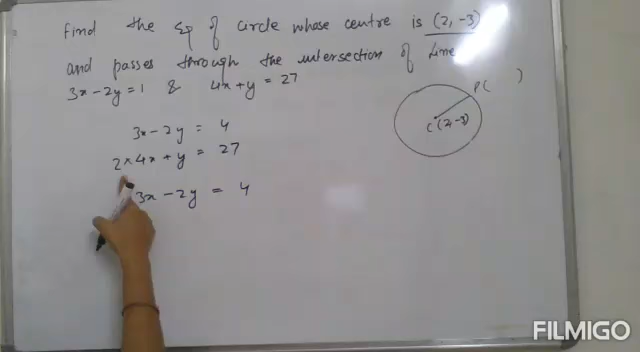 Find the Eq of circle whose centre is (2, -3)
and passes through the intersection of line
3x - 2y = 1 & 4x + y = 27
P( )
C(2, -3)
3x - 2y = 4
2 × 4x + y = 27
3x - 2y = 4
FILMIGO